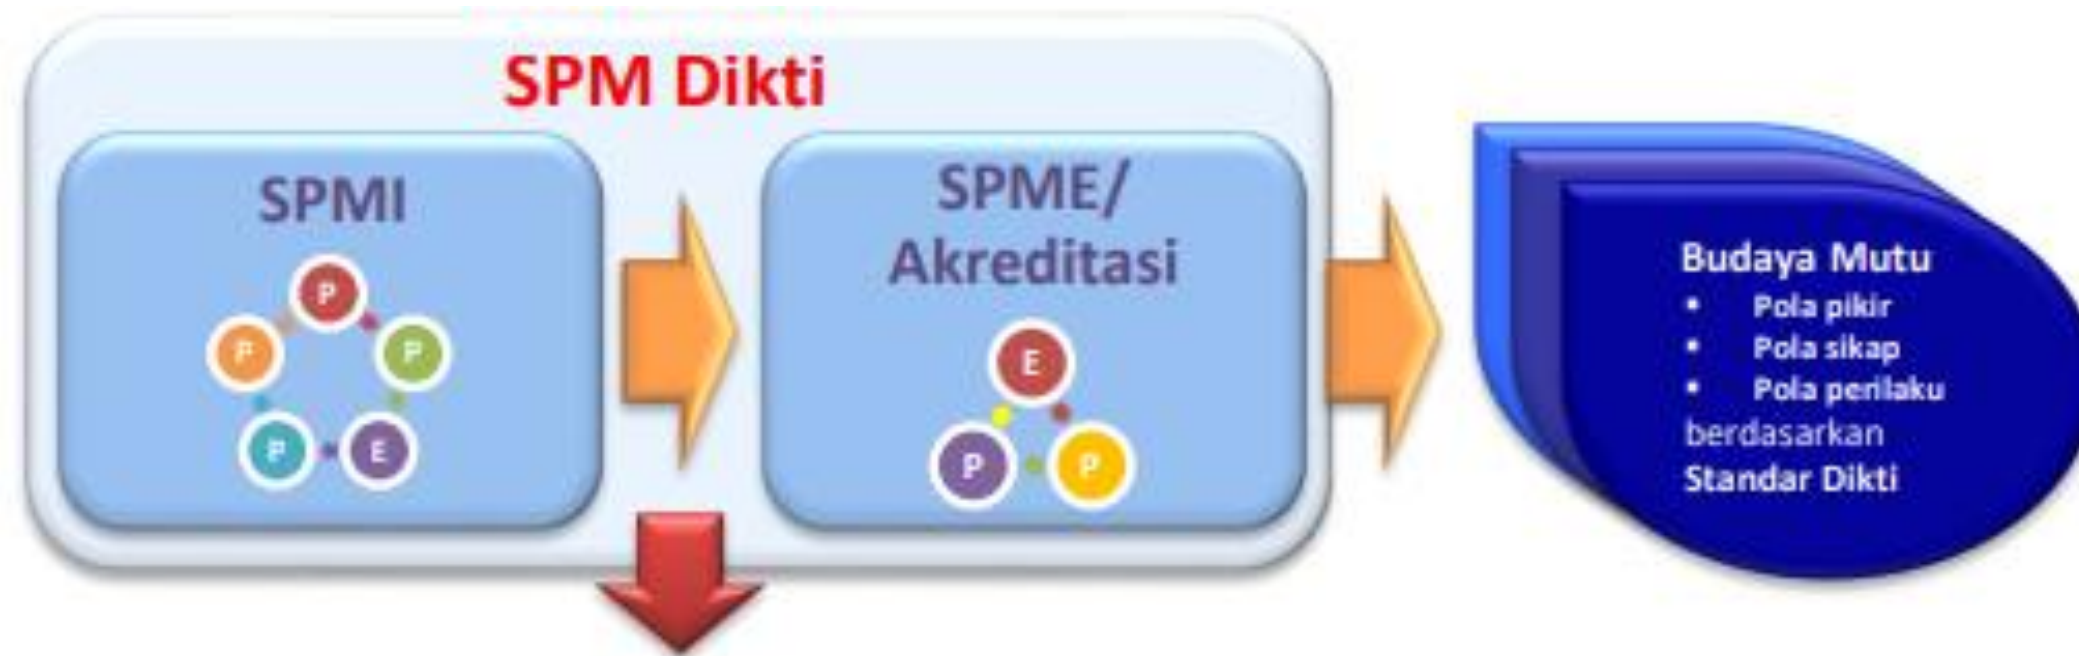 SPM Dikti
SPMI
P
P
P
P
E
SPME/
Akreditasi
E
P
P
Budaya Mutu
• Pola pikir
• Pola sikap
• Pola perilaku
berdasarkan
Standar Dikti